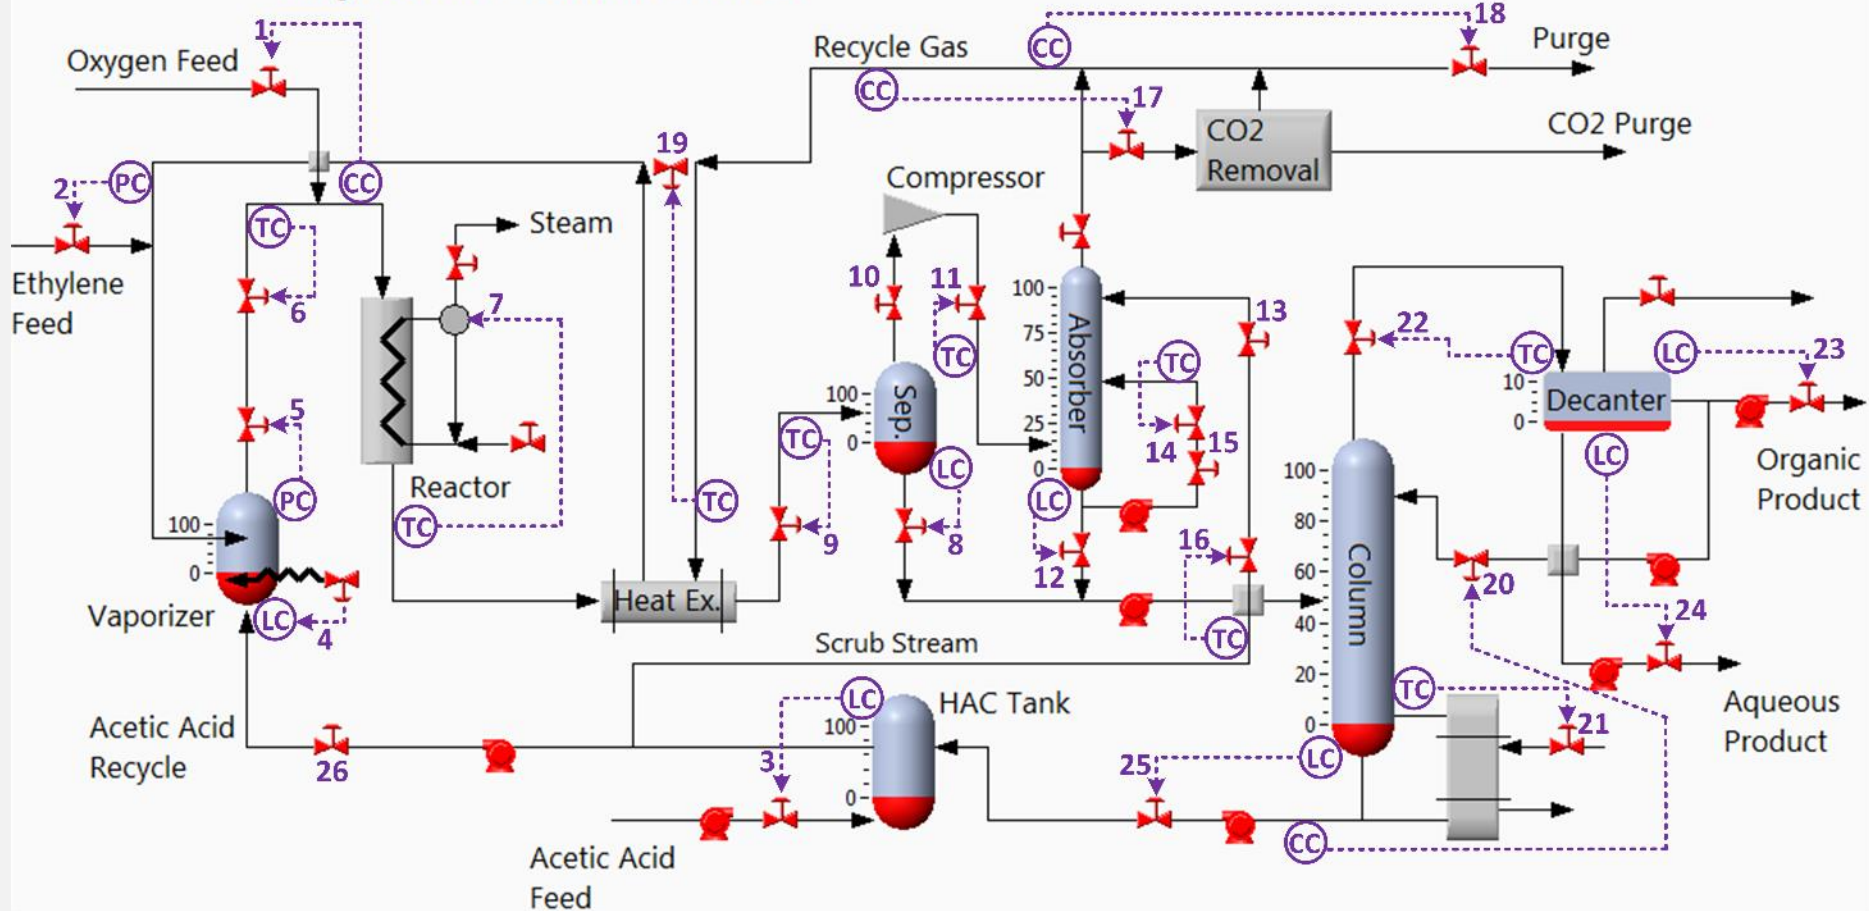 1
18
CC
Recycle Gas
Purge
Oxygen Feed
CC
17
CO2
Removal
CO2 Purge
19
2
PC
CC
Compressor
TC
Steam
Ethylene
Feed
6
7
10
11
100
75
50
25
0
Absorber
13
TC
TC
22
TC
LC
23
10
0
Decanter
5
PC
100
0
Reactor
TC
TC
TC
9
100
0
Sep.
LC
8
14
15
LC
12
16
LC
Organic
Product
100
80
60
40
20
0
Column
20
24
Vaporizer
LC
4
Heat Ex.
TC
Scrub Stream
LC
HAC Tank
100
0
TC
21
Aqueous
Product
Acetic Acid
Recycle
26
3
25
LC
CC
Acetic Acid
Feed